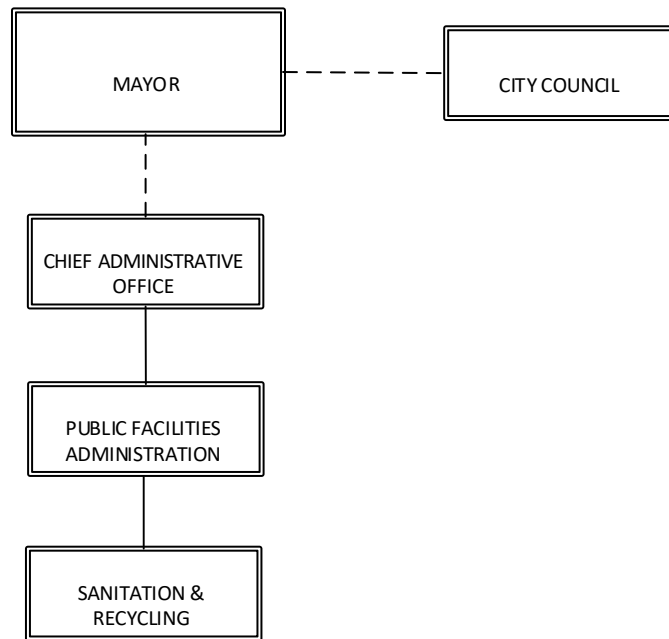 MAYOR
CITY COUNCIL
CHIEF ADMINISTRATIVE
OFFICE
PUBLIC FACILITIES
ADMINISTRATION
SANITATION &
RECYCLING